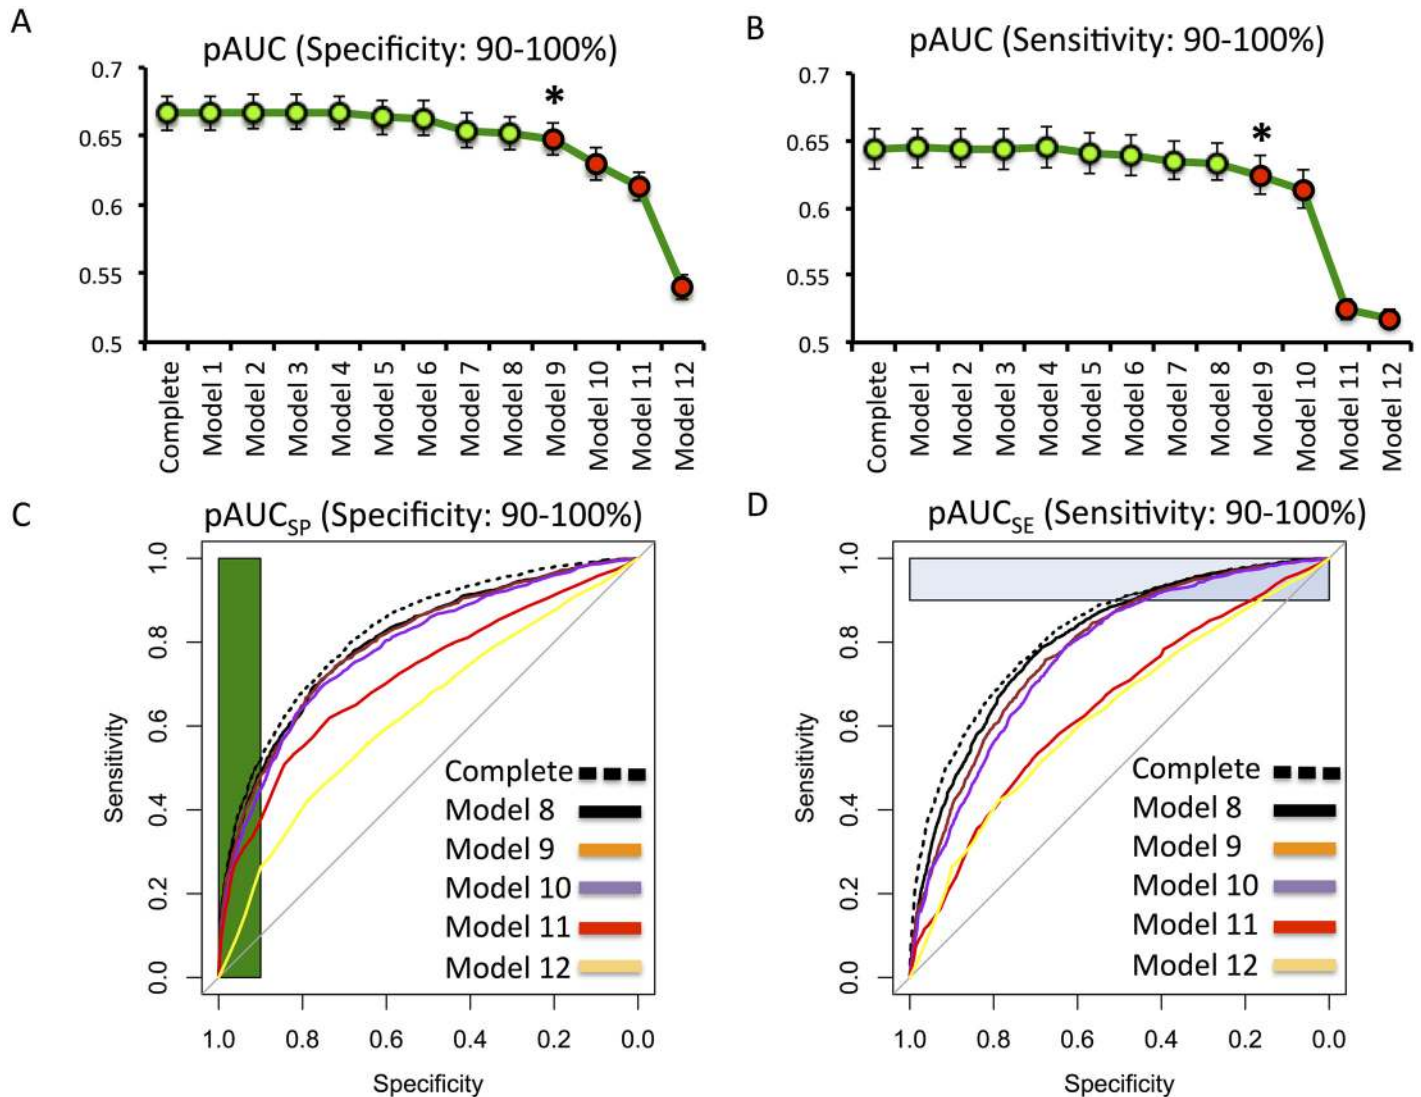 A
pAUC (Specificity: 90-100%)
0.7
0.65
0.6
0.55
0.5
*
Complete
Model 1
Model 2
Model 3
Model 4
Model 5
Model 6
Model 7
Model 8
Model 9
Model 10
Model 11
Model 12
B
pAUC (Sensitivity: 90-100%)
0.7
0.65
0.6
0.55
0.5
*
Complete
Model 1
Model 2
Model 3
Model 4
Model 5
Model 6
Model 7
Model 8
Model 9
Model 10
Model 11
Model 12
C
pAUCSP (Specificity: 90-100%)
1.0
0.8
0.6
0.4
0.2
0.0
Sensitivity
Complete
Model 8
Model 9
Model 10
Model 11
Model 12
1.0 0.8 0.6 0.4 0.2 0.0
Specificity
D
pAUCSE (Sensitivity: 90-100%)
1.0
0.8
0.6
0.4
0.2
0.0
Sensitivity
Complete
Model 8
Model 9
Model 10
Model 11
Model 12
1.0 0.8 0.6 0.4 0.2 0.0
Specificity